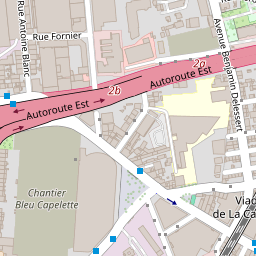 Rue Antoine Blanc
Rue Fornier
Avenue Benjamin Delessert
2a
Autoroute Est
2b
Autoroute Est
Chantier
Bleu Capelette
Viad
de La Ca